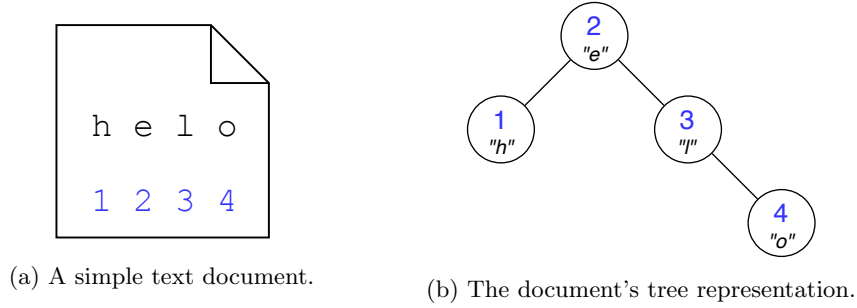 h e l o
1 2 3 4
(a) A simple text document.
2
"e"
1
"h"
3
"l"
4
"o"
(b) The document's tree representation.